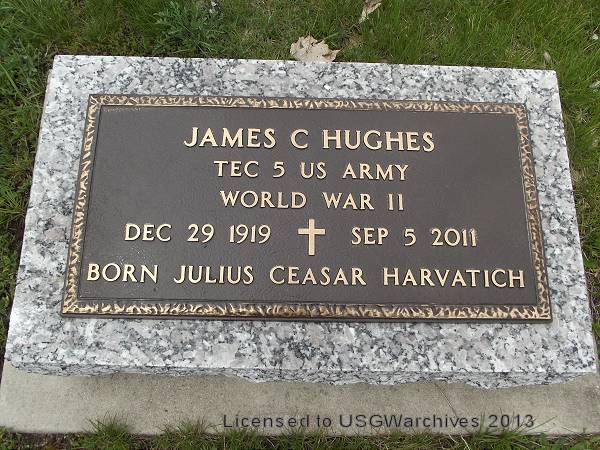 JAMES C HUGHES
TEC 5 US ARMY
WORLD WAR II
DEC 29 1919 SEP 5 2011
BORN JULIUS CEASAR HARVATICH
Licensed to USGWarchives 2013